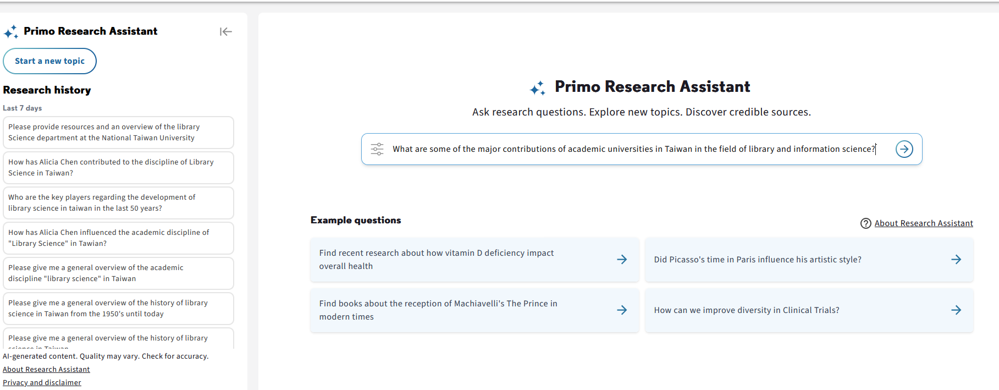 Primo Research Assistant
Start a new topic
Research history
Last 7 days
Please provide resources and an overview of the library
Science department at the National Taiwan University
How has Alicia Chen contributed to the discipline of Library
Science in Taiwan?
Who are the key players regarding the development of
library science in taiwan in the last 50 years?
How has Alicia Chen influenced the academic discipline of
"Library Science" in Tawian?
Please give me a general overview of the academic
discipline "library science" in Taiwan
Please give me a general overview of the history of library
science in Taiwan from the 1950's until today
Please give me a general overview of the history of library
science in Taiwan
AI-generated content. Quality may vary. Check for accuracy.
About Research Assistant
Privacy and disclaimer
Primo Research Assistant
Ask research questions. Explore new topics. Discover credible sources.
What are some of the major contributions of academic universities in Taiwan in the field of library and information science?
Example questions
About Research Assistant
Find recent research about how vitamin D deficiency impact
overall health
Did Picasso's time in Paris influence his artistic style?
Find books about the reception of Machiavelli's The Prince in
modern times
How can we improve diversity in Clinical Trials?